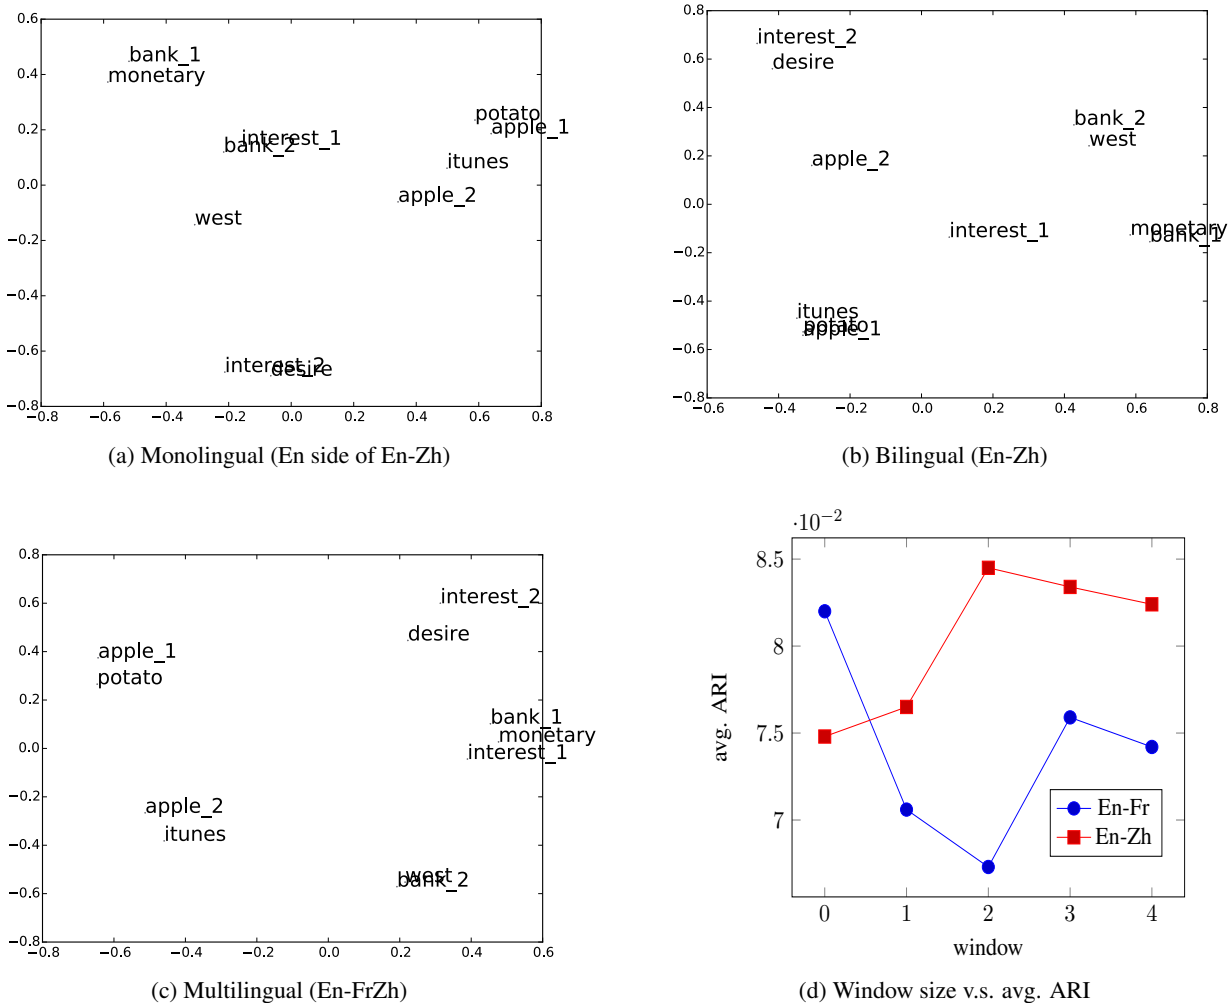 0.6
0.4
0.2
0.0
−0.2
−0.4
−0.6
−0.8
−0.8
−0.6
−0.4
−0.2
0.0
0.2
0.4
0.6
0.8
bank_1
monetary
interest_1
bank_2
potato
apple_1
itunes
apple_2
west
interest_2
desire
(a) Monolingual (En side of En-Zh)
0.8
0.6
0.4
0.2
0.0
−0.2
−0.4
−0.6
−0.8
−0.6
−0.4
−0.2
0.0
0.2
0.4
0.6
0.8
interest_2
desire
bank_2
west
apple_2
interest_1
monetary
bank_1
itunes
potato
apple_1
(b) Bilingual (En-Zh)
0.8
0.6
0.4
0.2
0.0
−0.2
−0.4
−0.6
−0.8
−0.8
−0.6
−0.4
−0.2
0.0
0.2
0.4
0.6
interest_2
desire
apple_1
potato
bank_1
monetary
interest_1
apple_2
itunes
west
bank_2
(c) Multilingual (En-FrZh)
·10−2
8.5
8
7.5
7
avg. ARI
0
1
2
3
4
window
En-Fr
En-Zh
(d) Window size v.s. avg. ARI